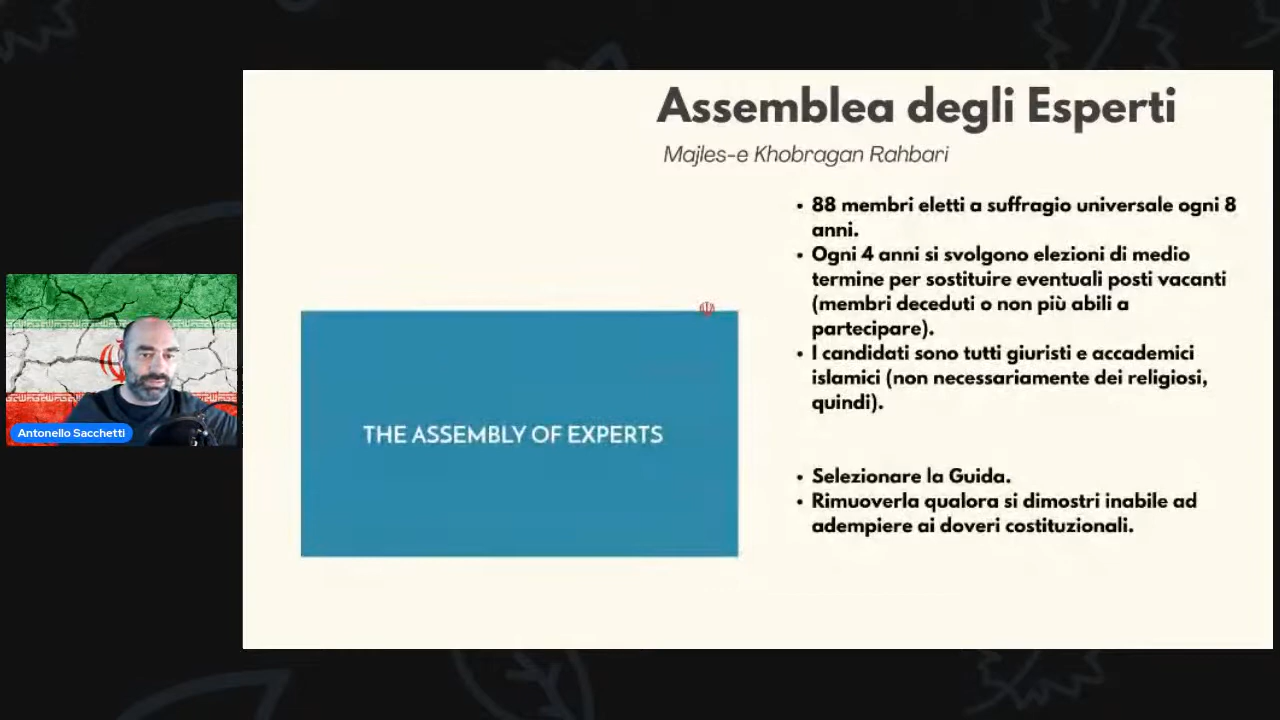 Assemblea degli Esperti
Majles-e Khobragan Rahbari
• 88 membri eletti a suffragio universale ogni 8
anni.
• Ogni 4 anni si svolgono elezioni di medio
termine per sostituire eventuali posti vacanti
(membri deceduti o non più abili a
partecipare).
• I candidati sono tutti giuristi e accademici
islamici (non necessariamente dei religiosi,
quindi).
• Selezionare la Guida.
• Rimuoverla qualora si dimostri inabile ad
adempiere ai doveri costituzionali.
THE ASSEMBLY OF EXPERTS
Antonello Sacchetti